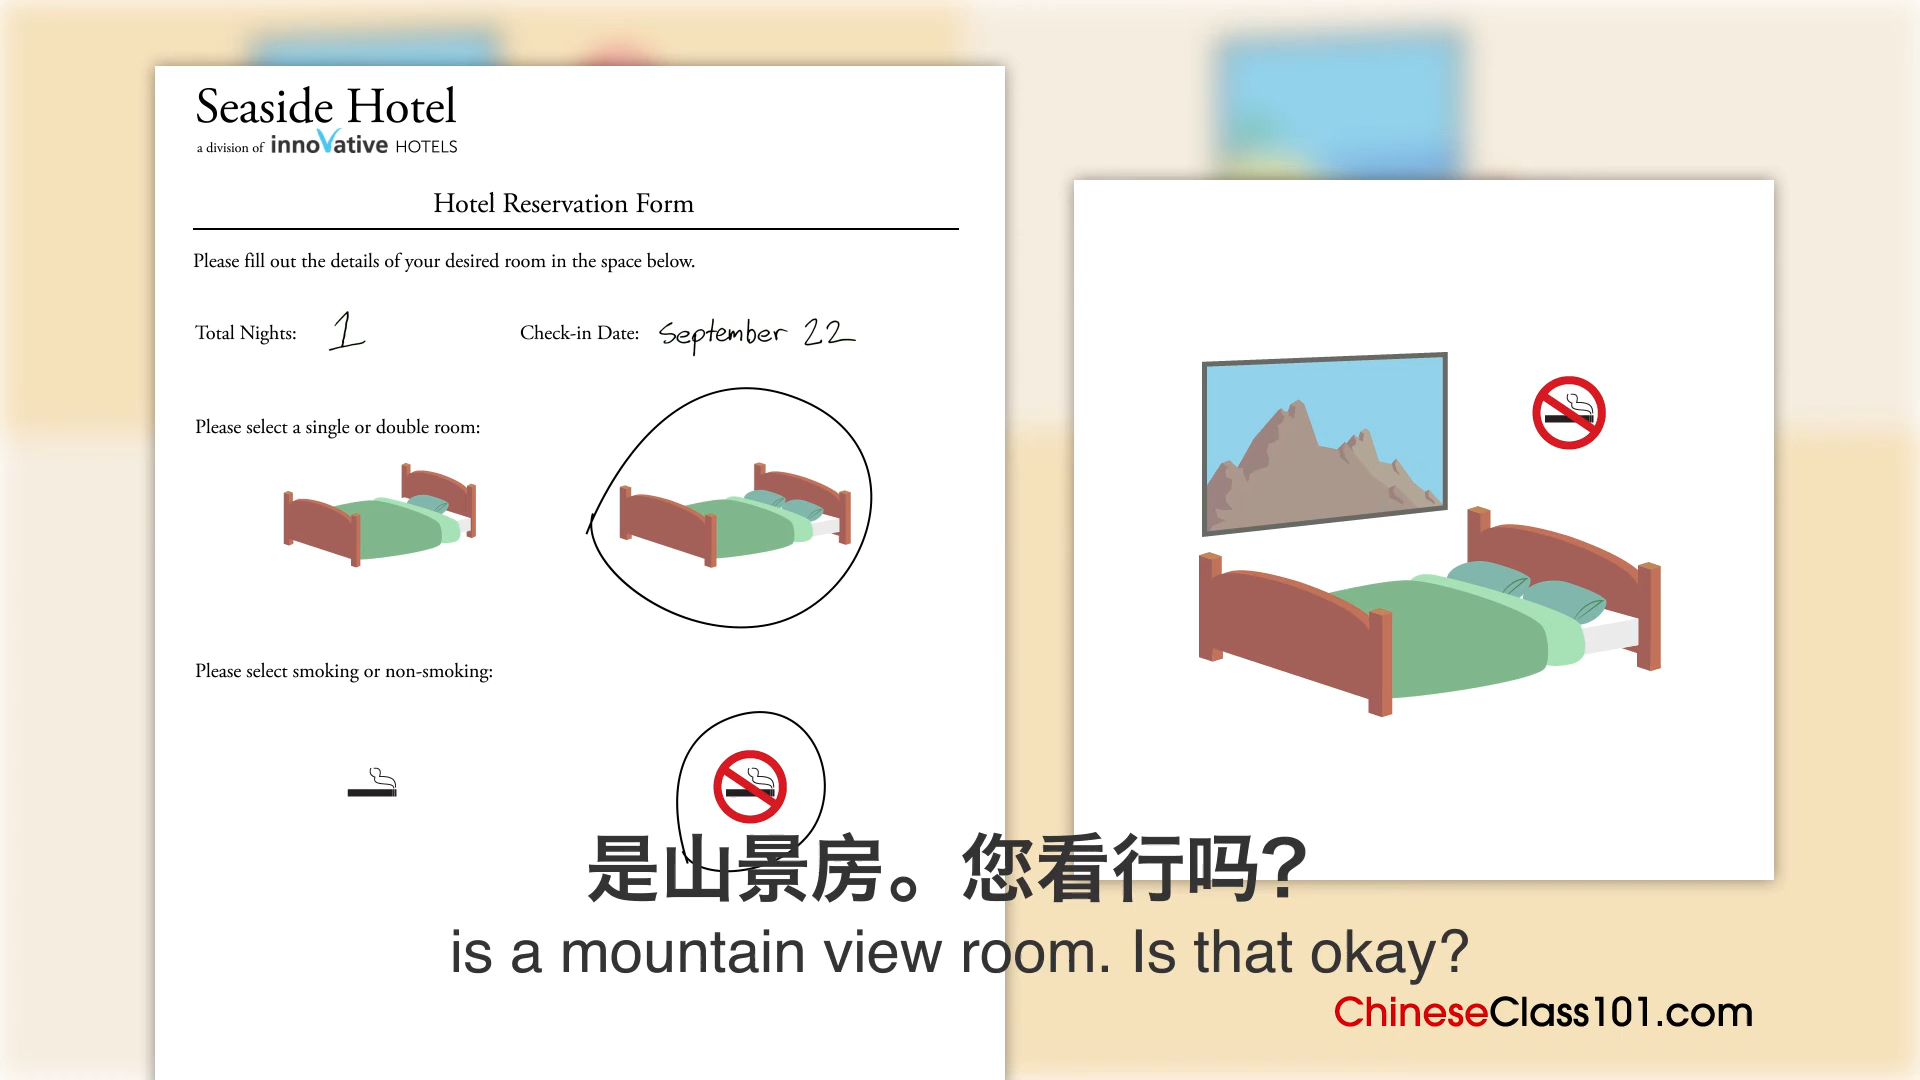 Seaside Hotel
a division of innoVative HOTELS
Hotel Reservation Form
Please fill out the details of your desired room in the space below.
Total Nights: 1 Check-in Date: September 22
Please select a single or double room:
Please select smoking or non-smoking:
是山景房。您看行吗?
is a mountain view room. Is that okay?
ChineseClass101.com